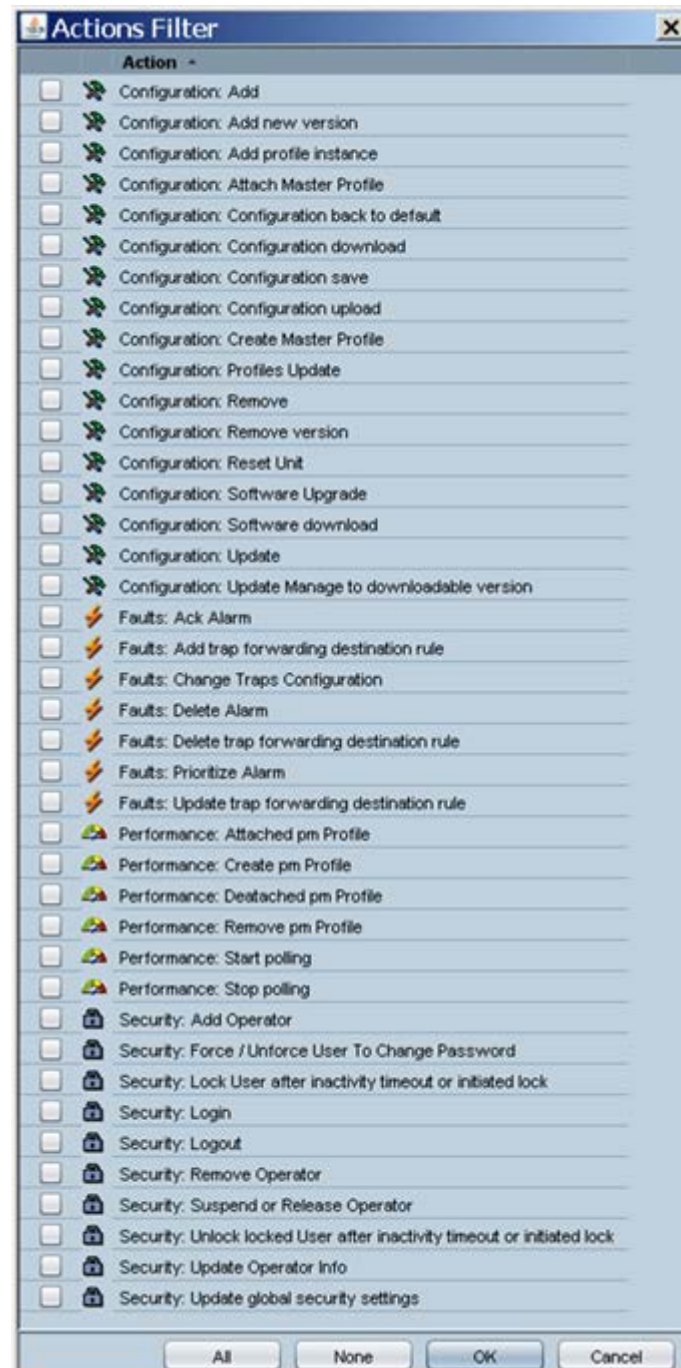 Actions Filter
Action
Configuration: Add
Configuration: Add new version
Configuration: Add profile instance
Configuration: Attach Master Profile
Configuration: Configuration back to default
Configuration: Configuration download
Configuration: Configuration save
Configuration: Configuration upload
Configuration: Create Master Profile
Configuration: Profiles Update
Configuration: Remove
Configuration: Remove version
Configuration: Reset Unit
Configuration: Software Upgrade
Configuration: Software download
Configuration: Update
Configuration: Update Manage to downloadable version
Faults: Ack Alarm
Faults: Add trap forwarding destination rule
Faults: Change Traps Configuration
Faults: Delete Alarm
Faults: Delete trap forwarding destination rule
Faults: Prioritize Alarm
Faults: Update trap forwarding destination rule
Performance: Attached pm Profile
Performance: Create pm Profile
Performance: Deatached pm Profile
Performance: Remove pm Profile
Performance: Start polling
Performance: Stop polling
Security: Add Operator
Security: Force / Unforce User To Change Password
Security: Lock User after inactivity timeout or initiated lock
Security: Login
Security: Logout
Security: Remove Operator
Security: Suspend or Release Operator
Security: Unlock locked User after inactivity timeout or initiated lock
Security: Update Operator Info
Security: Update global security settings
All None OK Cancel